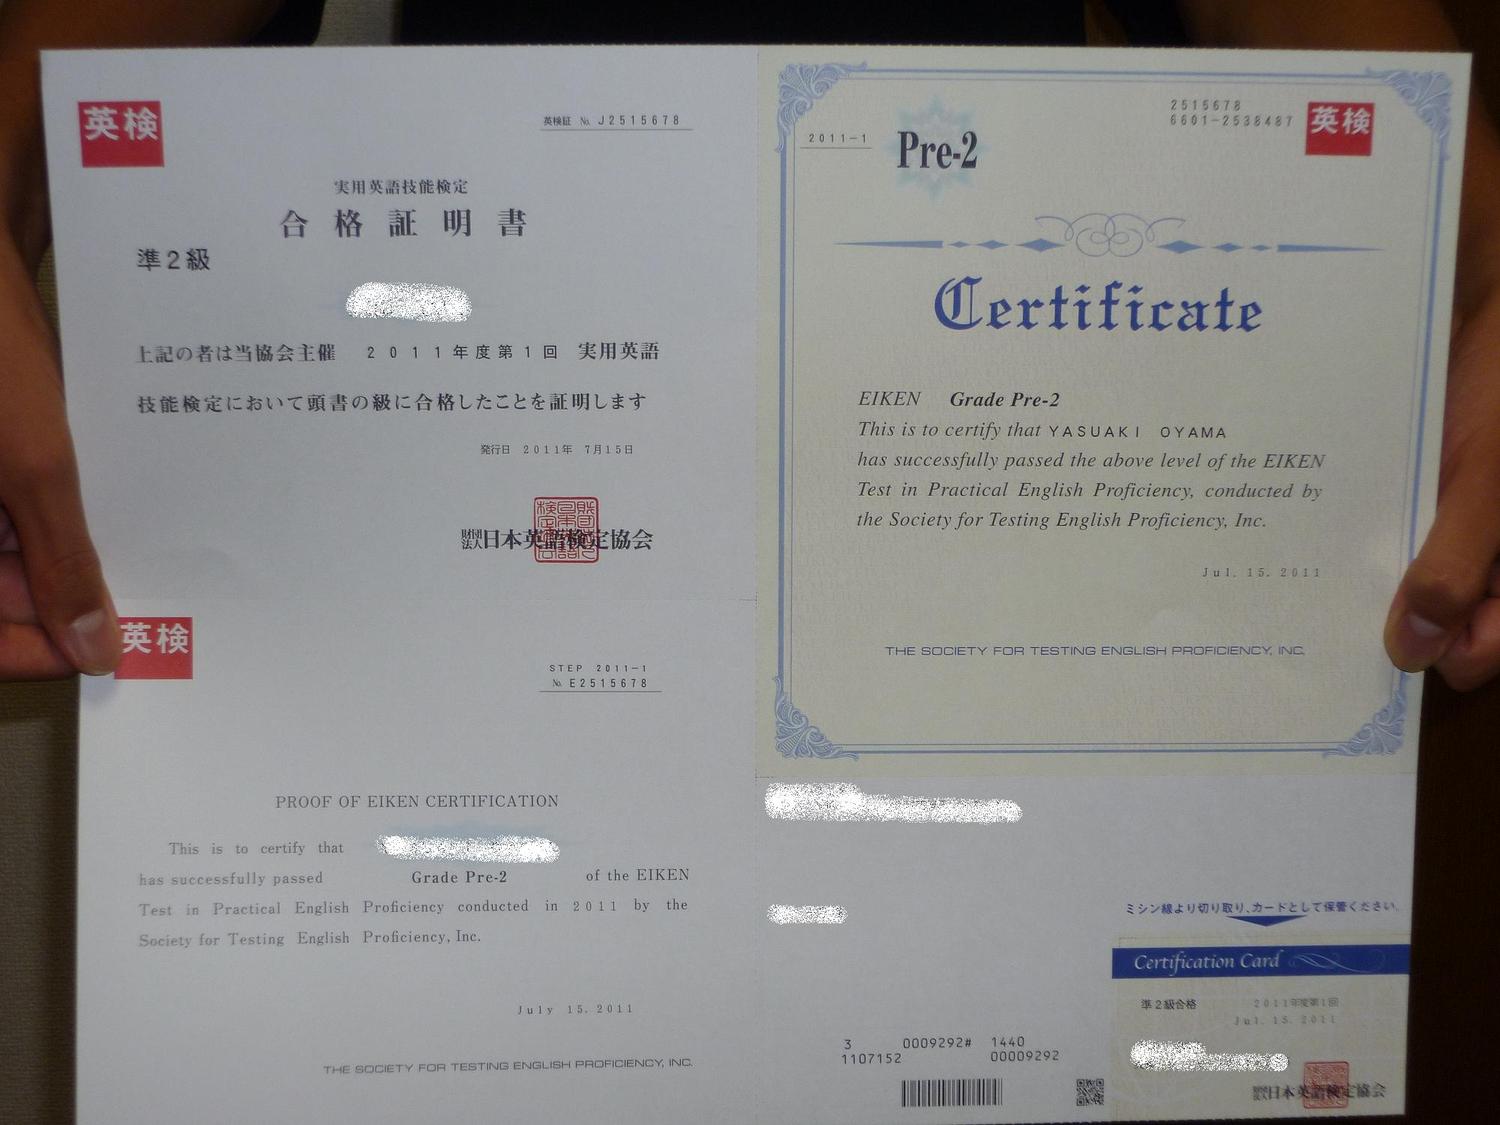 英検
英検証 № J2515678
実用英語技能検定
合格証明書
準2級
上記の者は当協会主催 2011年度第1回 実用英語
技能検定において頭書の級に合格したことを証明します
発行日 2011年 7月15日
財団法人 日本英語検定協会
英検
STEP 2011-1
№ E2515678
PROOF OF EIKEN CERTIFICATION
This is to certify that
has successfully passed Grade Pre-2 of the EIKEN
Test in Practical English Proficiency conducted in 2011 by the
Society for Testing English Proficiency, Inc.
July 15. 2011
THE SOCIETY FOR TESTING ENGLISH PROFICIENCY, INC.
2011-1
Pre-2
2515678
6601-2538487
英検
Certificate
EIKEN Grade Pre-2
This is to certify that YASUAKI OYAMA
has successfully passed the above level of the EIKEN
Test in Practical English Proficiency, conducted by
the Society for Testing English Proficiency, Inc.
Jul. 15. 2011
THE SOCIETY FOR TESTING ENGLISH PROFICIENCY, INC.
ミシン線より切り取り、カードとして保管ください。
Certification Card
準2級合格 2011年度第1回
Jul. 15. 2011
財団法人 日本英語検定協会
3 0009292# 1440
1107152 00009292